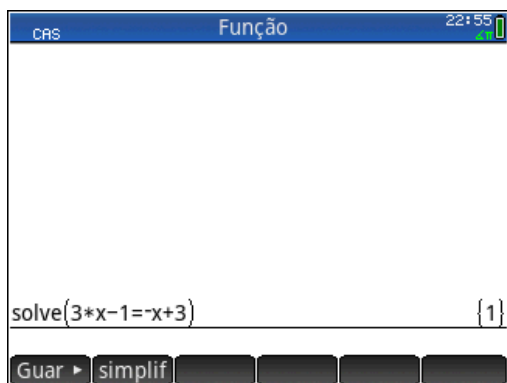 CAS Função 22:55
∡π
solve(3*x-1=-x+3) {1}
Guar ▸ simplif